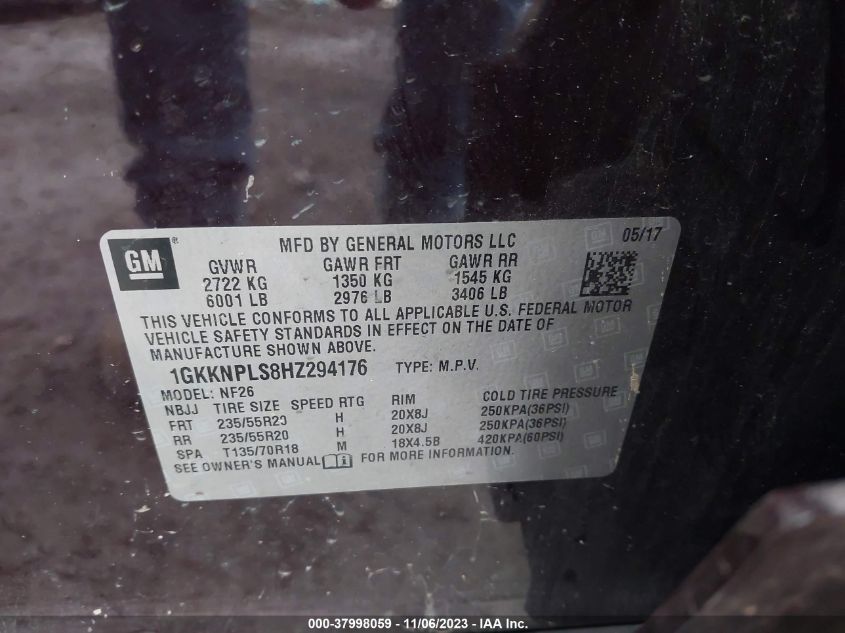 GM ®
MFD BY GENERAL MOTORS LLC 05/17
GVWR GAWR FRT GAWR RR
2722 KG 1350 KG 1545 KG
6001 LB 2976 LB 3406 LB
THIS VEHICLE CONFORMS TO ALL APPLICABLE U.S. FEDERAL MOTOR
VEHICLE SAFETY STANDARDS IN EFFECT ON THE DATE OF
MANUFACTURE SHOWN ABOVE.
1GKKNPLS8HZ294176 TYPE: M.P.V.
MODEL: NF26
NBJJ TIRE SIZE SPEED RTG RIM COLD TIRE PRESSURE
FRT 235/55R20 H 20X8J 250KPA(36PSI)
RR 235/55R20 H 20X8J 250KPA(36PSI)
SPA T135/70R18 M 18X4.5B 420KPA(60PSI)
SEE OWNER'S MANUAL FOR MORE INFORMATION.
000-37998059 - 11/06/2023 - IAA Inc.